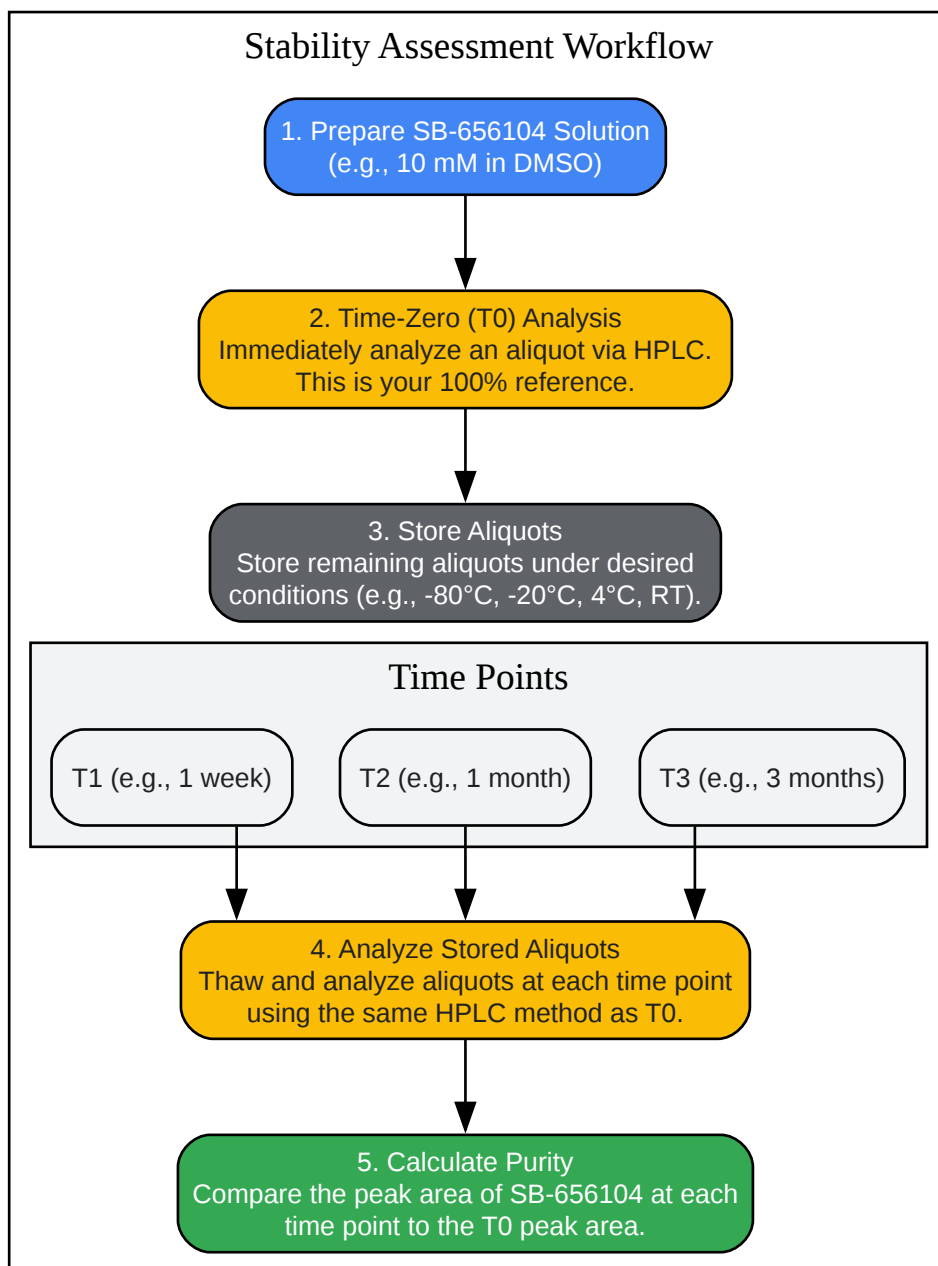 Stability Assessment Workflow
1. Prepare SB-656104 Solution
(e.g., 10 mM in DMSO)
2. Time-Zero (T0) Analysis
Immediately analyze an aliquot via HPLC.
This is your 100% reference.
3. Store Aliquots
Store remaining aliquots under desired
conditions (e.g., -80°C, -20°C, 4°C, RT).
Time Points
T1 (e.g., 1 week)
T2 (e.g., 1 month)
T3 (e.g., 3 months)
4. Analyze Stored Aliquots
Thaw and analyze aliquots at each time point
using the same HPLC method as T0.
5. Calculate Purity
Compare the peak area of SB-656104 at each
time point to the T0 peak area.